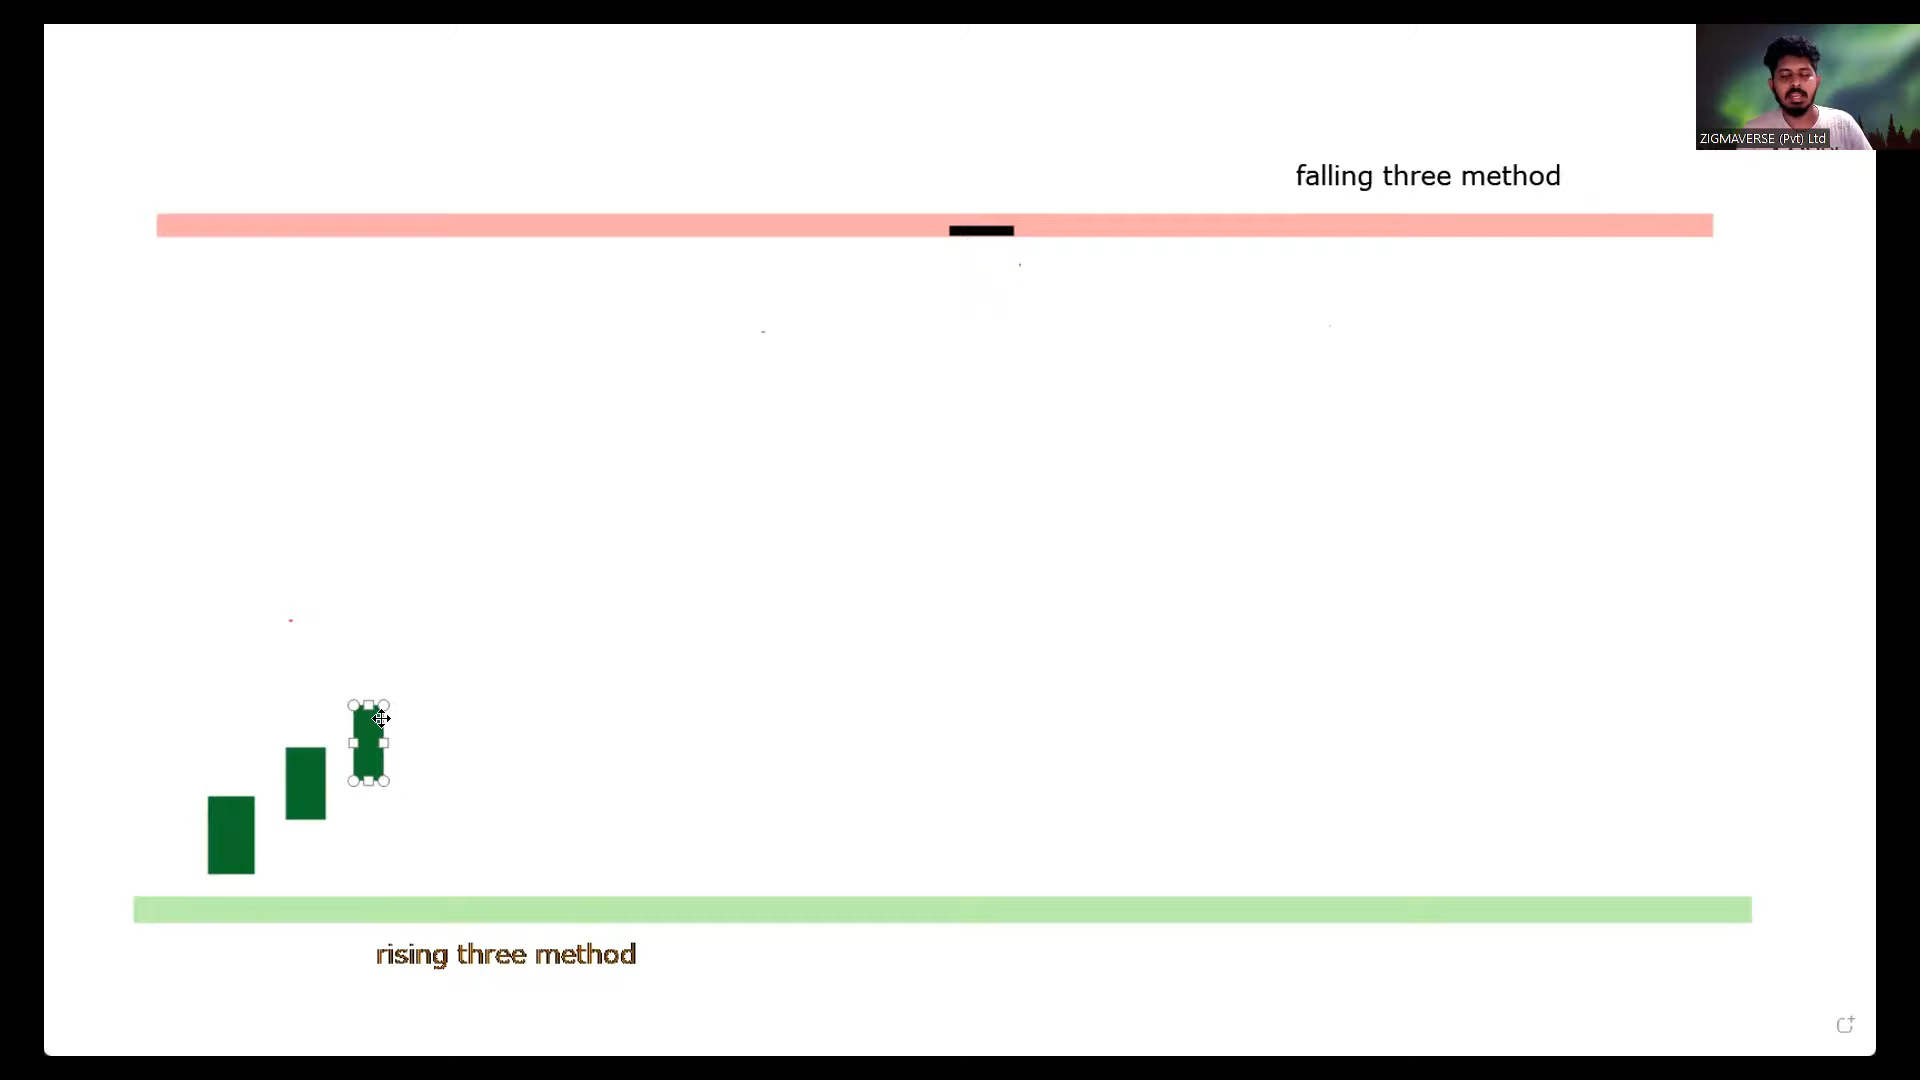 ZIGMAVERSE (Pvt) Ltd
falling three method
rising three method